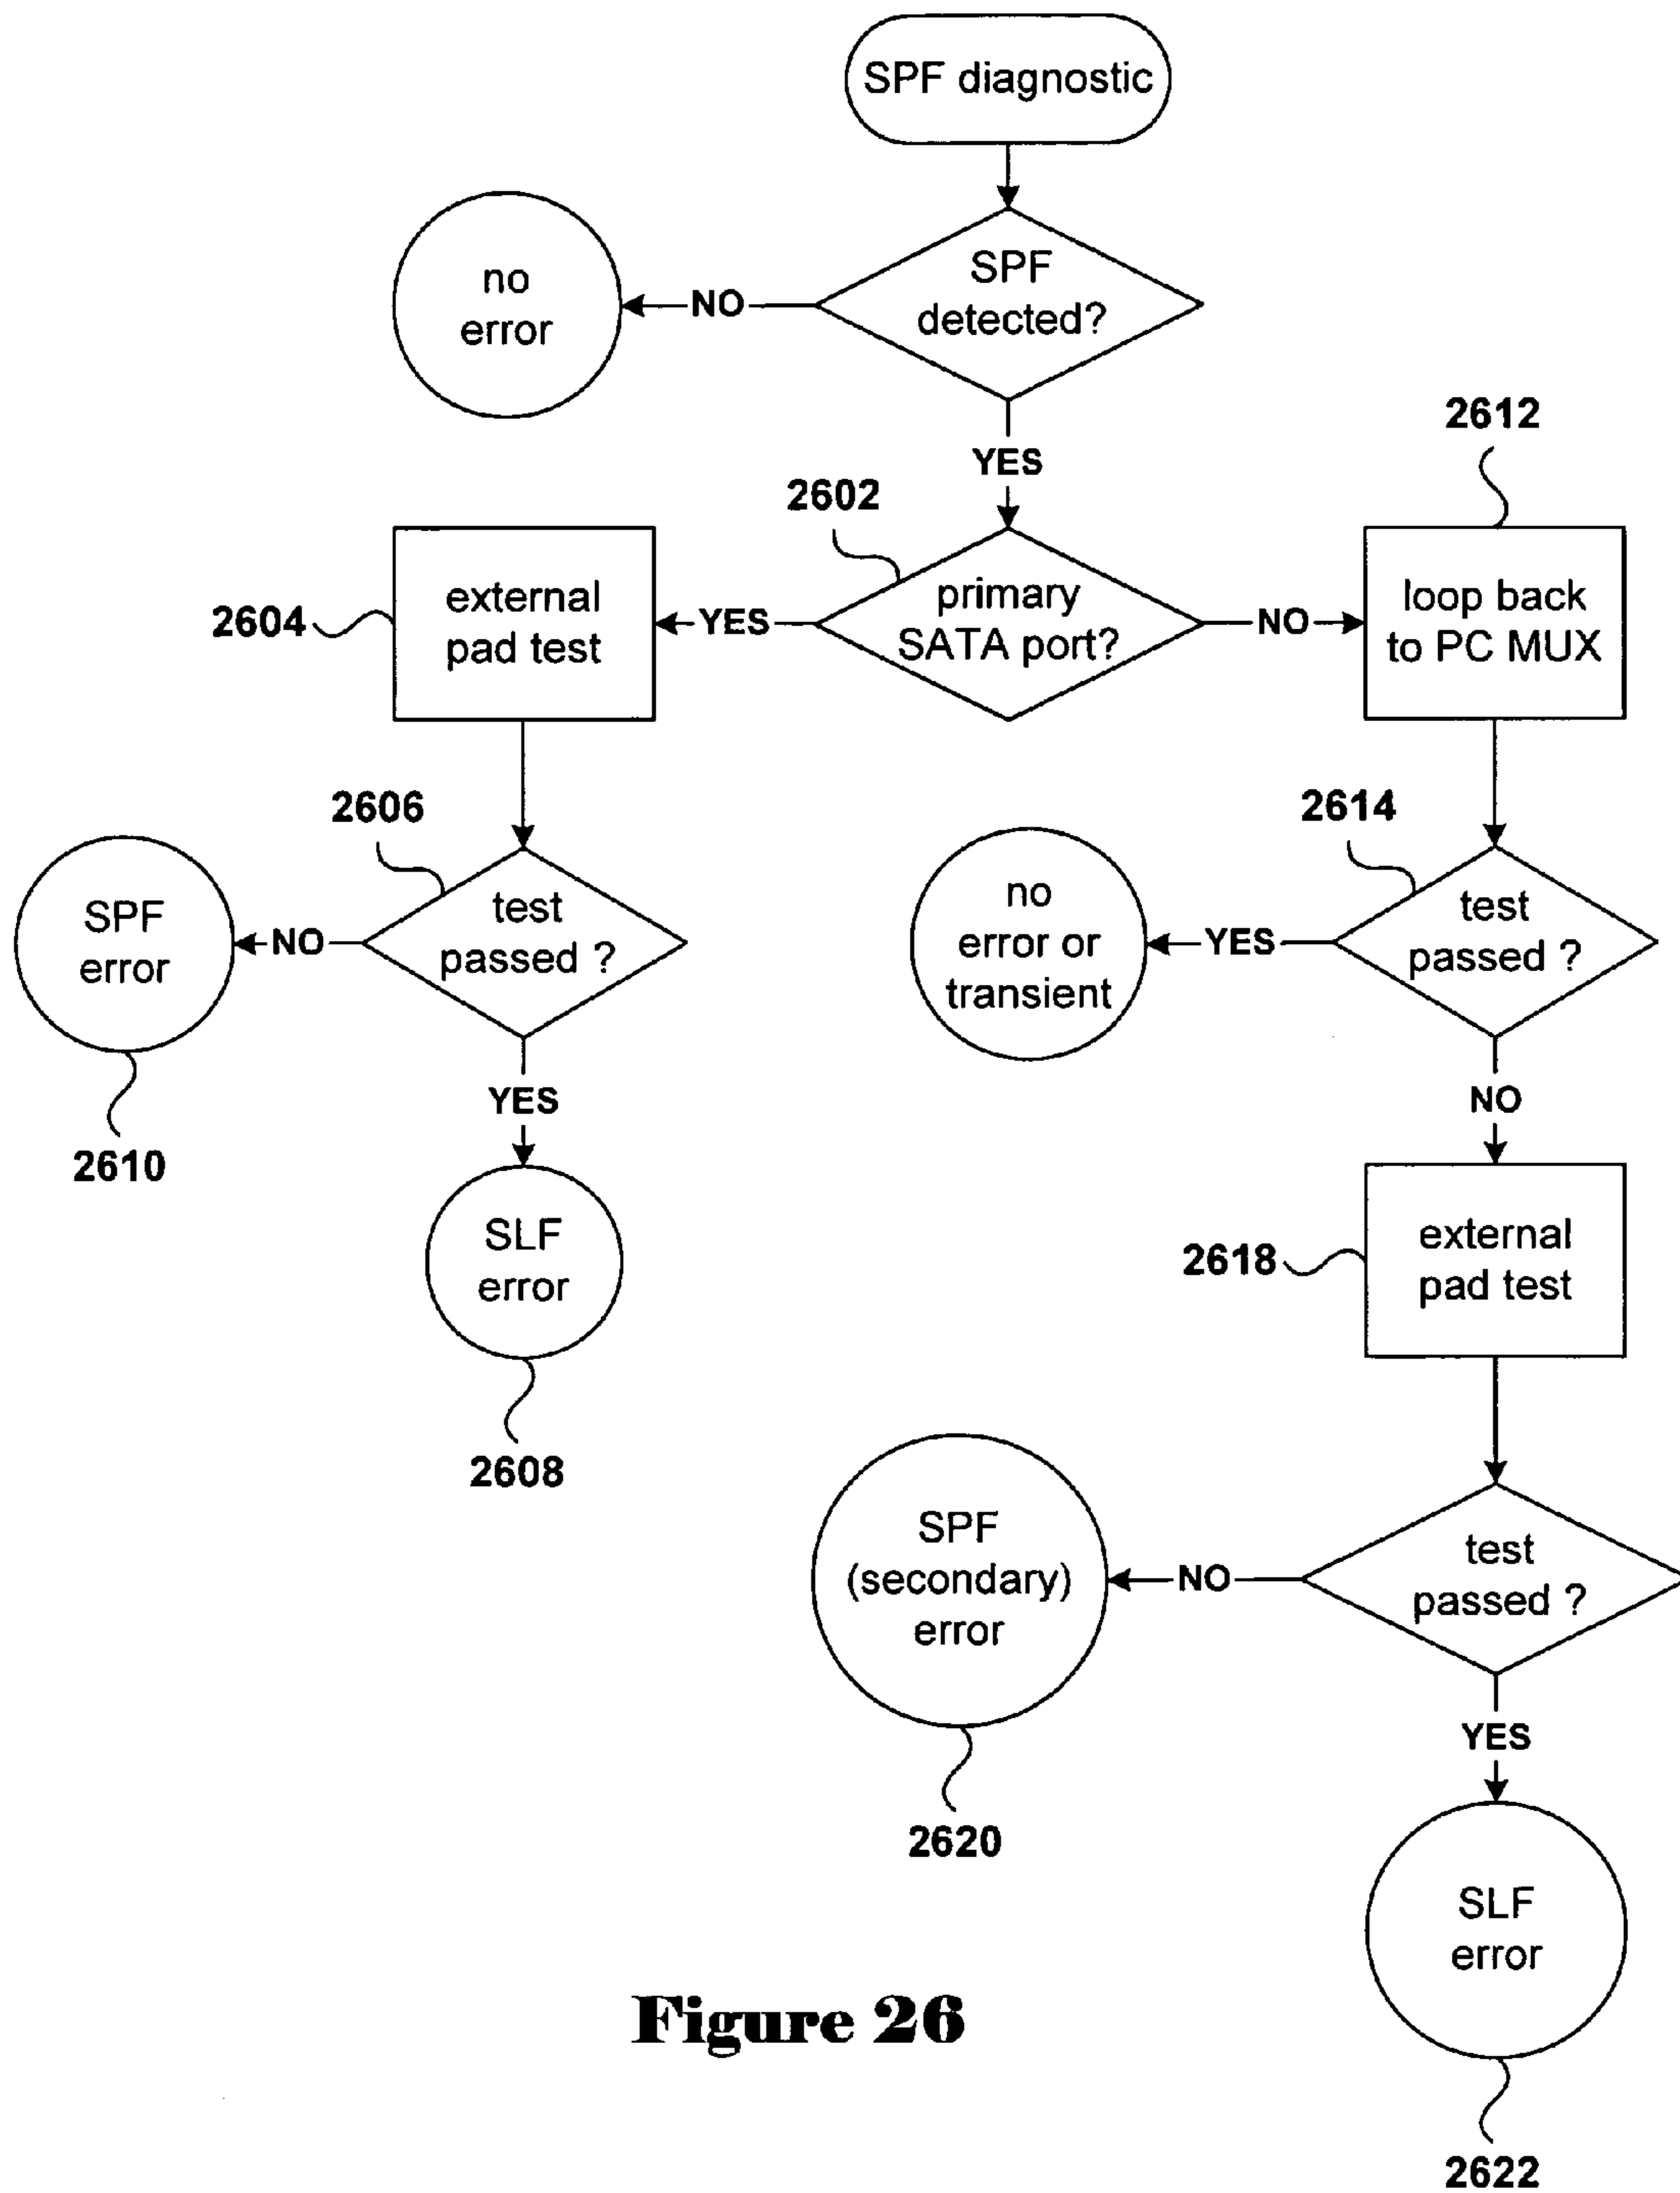 SPF diagnostic
SPF
detected?
NO
no
error
YES
2602
primary
SATA port?
YES
NO
2604
external
pad test
2612
loop back
to PC MUX
2606
test
passed ?
NO
SPF
error
2610
YES
SLF
error
2608
2614
test
passed ?
YES
no
error or
transient
NO
2618
external
pad test
test
passed ?
NO
SPF
(secondary)
error
2620
YES
SLF
error
2622
Figure 26